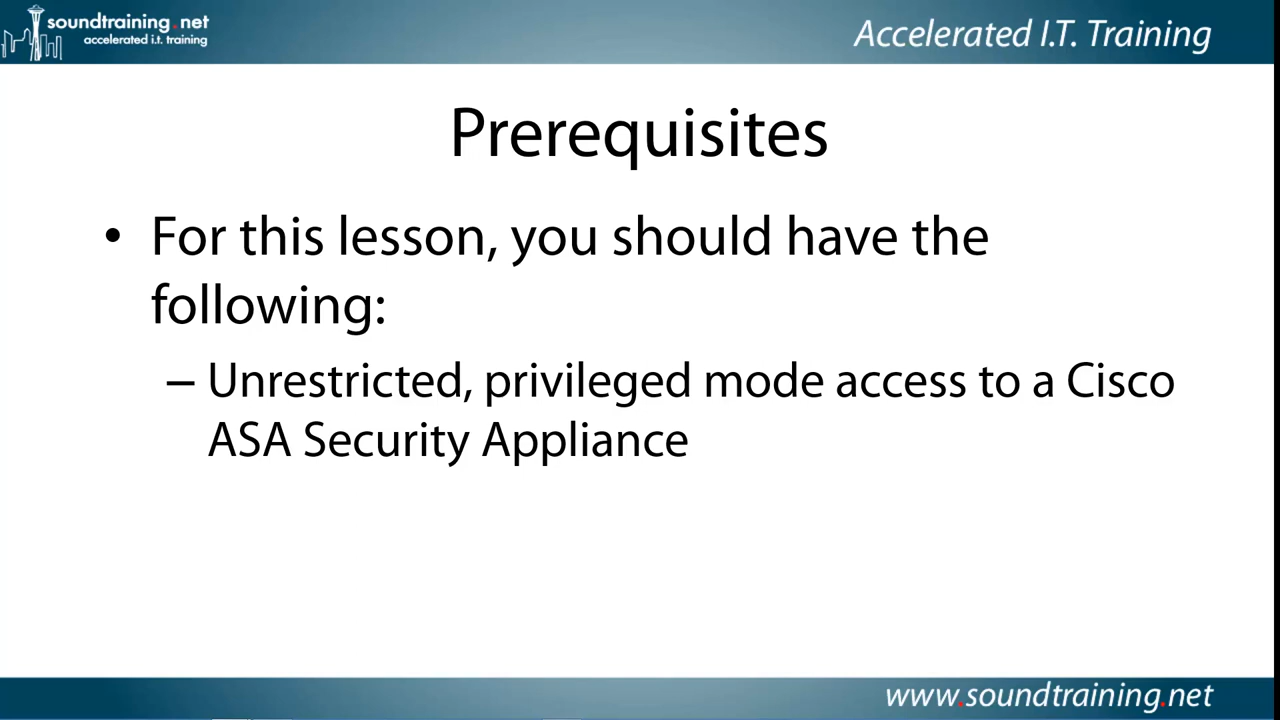 soundtraining.net
accelerated i.t. training
Accelerated I.T. Training
Prerequisites
• For this lesson, you should have the
following:
– Unrestricted, privileged mode access to a Cisco
ASA Security Appliance
www.soundtraining.net